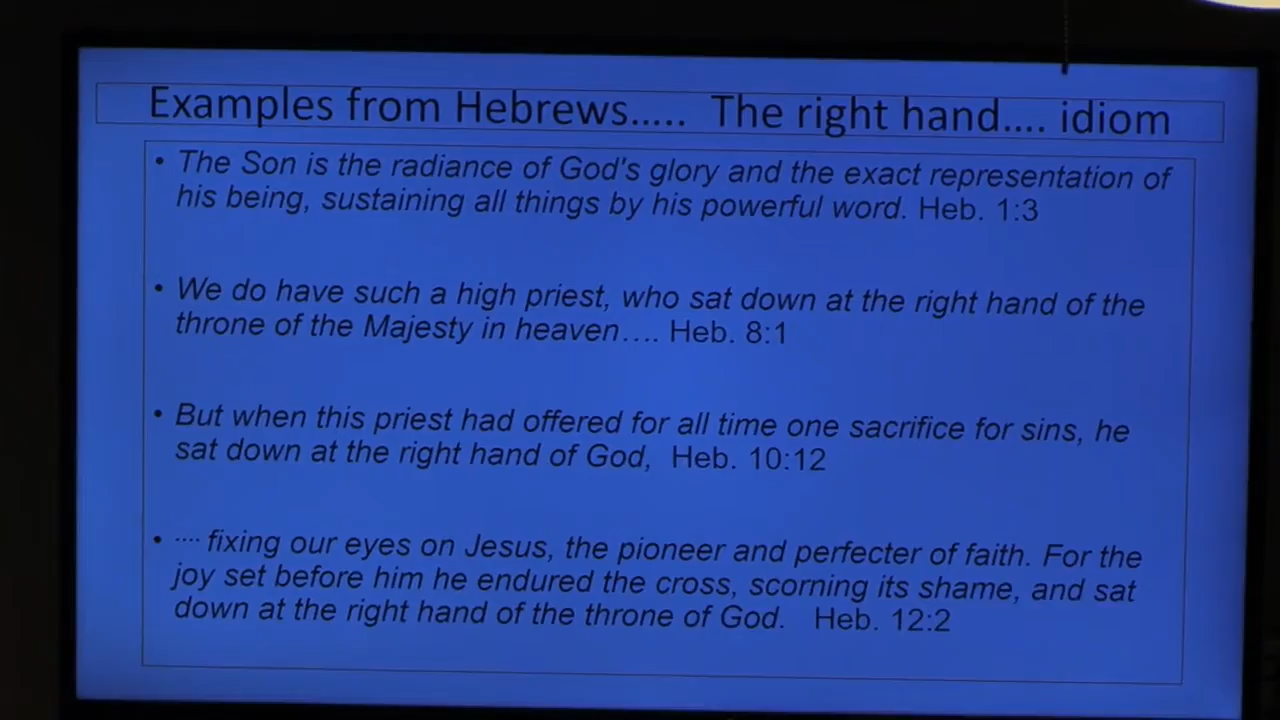 Examples from Hebrews..... The right hand.... idiom
• The Son is the radiance of God's glory and the exact representation of
his being, sustaining all things by his powerful word. Heb. 1:3
• We do have such a high priest, who sat down at the right hand of the
throne of the Majesty in heaven…. Heb. 8:1
• But when this priest had offered for all time one sacrifice for sins, he
sat down at the right hand of God, Heb. 10:12
• .... fixing our eyes on Jesus, the pioneer and perfecter of faith. For the
joy set before him he endured the cross, scorning its shame, and sat
down at the right hand of the throne of God. Heb. 12:2